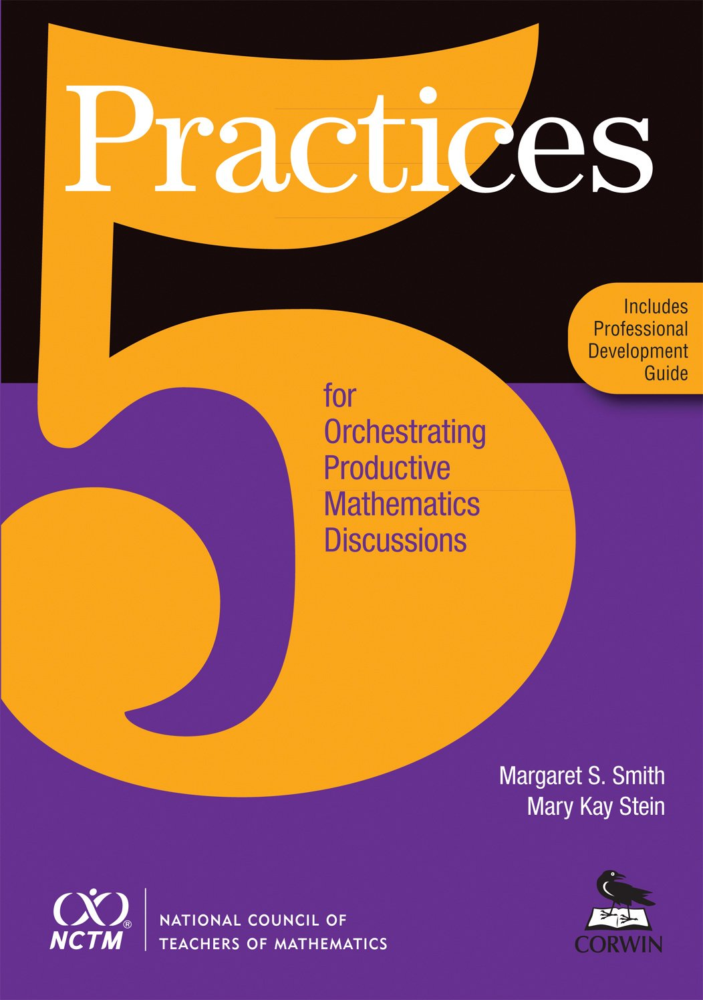 5
Practices
Includes
Professional
Development
Guide
for
Orchestrating
Productive
Mathematics
Discussions
Margaret S. Smith
Mary Kay Stein
NCTM®
NATIONAL COUNCIL OF
TEACHERS OF MATHEMATICS
CORWIN